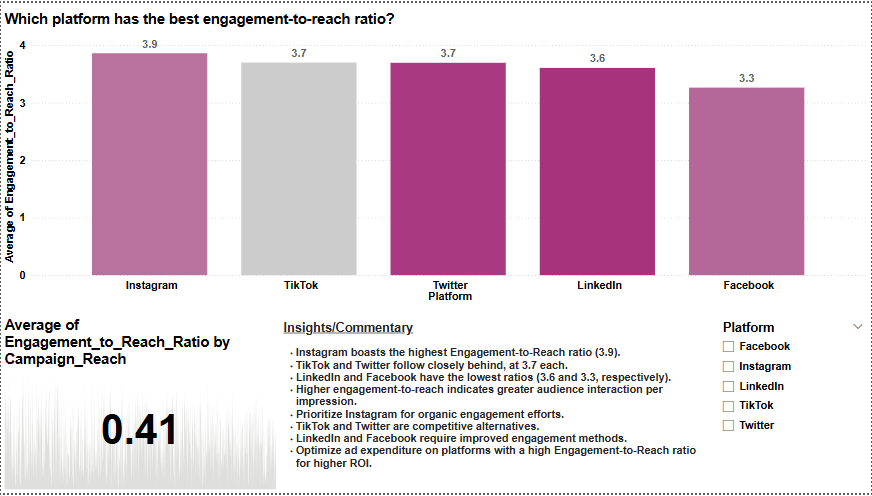 Which platform has the best engagement-to-reach ratio?
Average of Engagement_to_Reach_Ratio
4
3
2
1
0
3.9
3.7
3.7
3.6
3.3
Instagram
TikTok
Twitter
LinkedIn
Facebook
Platform
Average of
Engagement_to_Reach_Ratio by
Campaign_Reach
0.41
Insights/Commentary
• Instagram boasts the highest Engagement-to-Reach ratio (3.9).
• TikTok and Twitter follow closely behind, at 3.7 each.
• LinkedIn and Facebook have the lowest ratios (3.6 and 3.3, respectively).
• Higher engagement-to-reach indicates greater audience interaction per
impression.
• Prioritize Instagram for organic engagement efforts.
• TikTok and Twitter are competitive alternatives.
• LinkedIn and Facebook require improved engagement methods.
• Optimize ad expenditure on platforms with a high Engagement-to-Reach ratio
for higher ROI.
Platform
Facebook
Instagram
LinkedIn
TikTok
Twitter